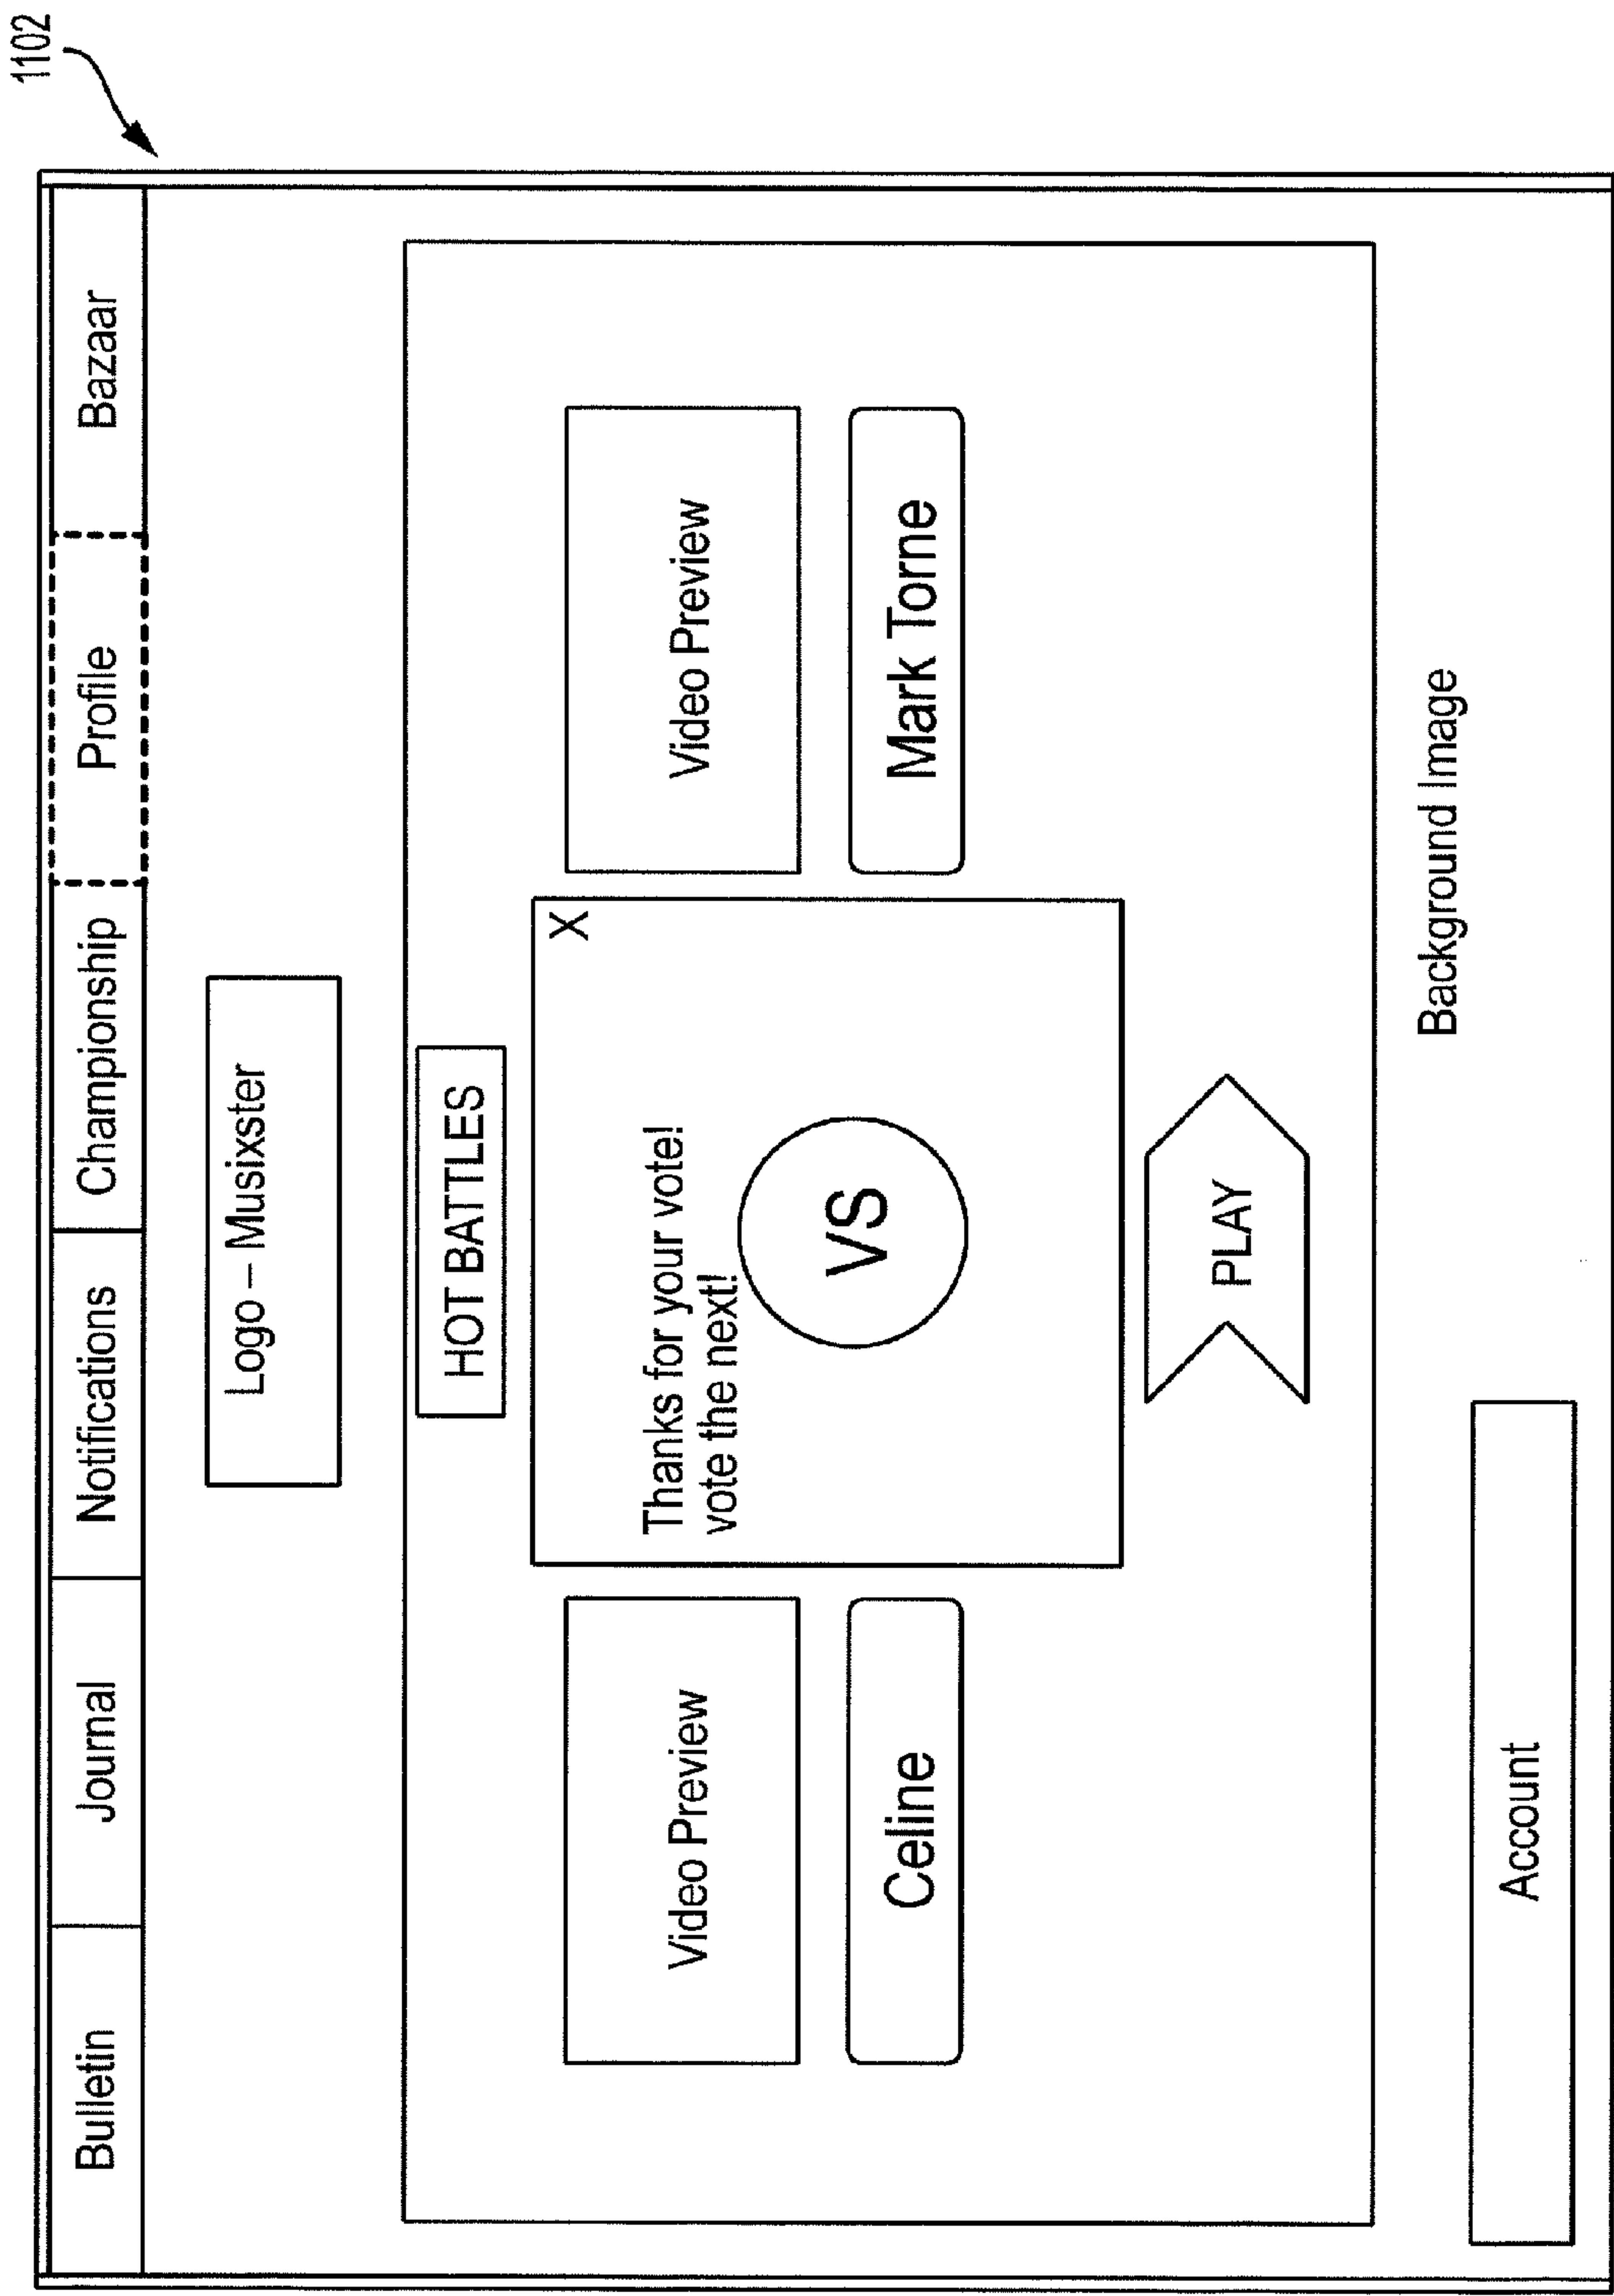 1102
Bulletin
Journal
Notifications
Championship
Profile
Bazaar
Logo – Musixster
HOT BATTLES
X
Thanks for your vote!
vote the next!
Video Preview
VS
Video Preview
Celine
Mark Torne
PLAY
Background Image
Account